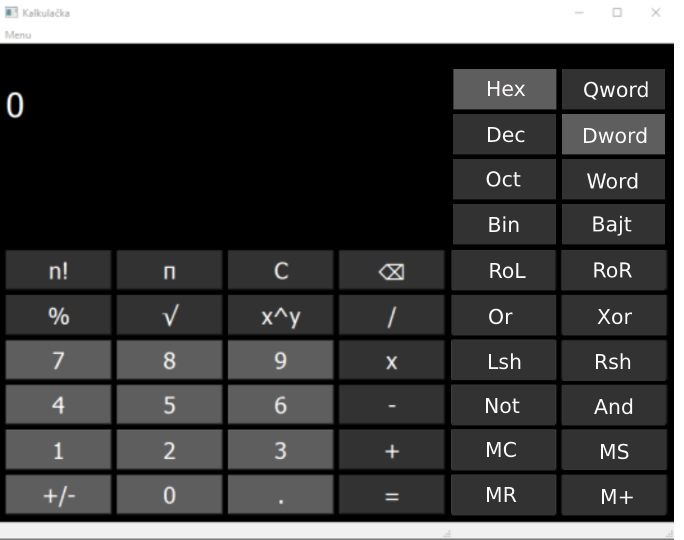 Kalkulačka
Menu
0
Hex Qword
Dec Dword
Oct Word
Bin Bajt
n! п C ⌫ RoL RoR
% √ x^y / Or Xor
7 8 9 x Lsh Rsh
4 5 6 - Not And
1 2 3 + MC MS
+/- 0 . = MR M+